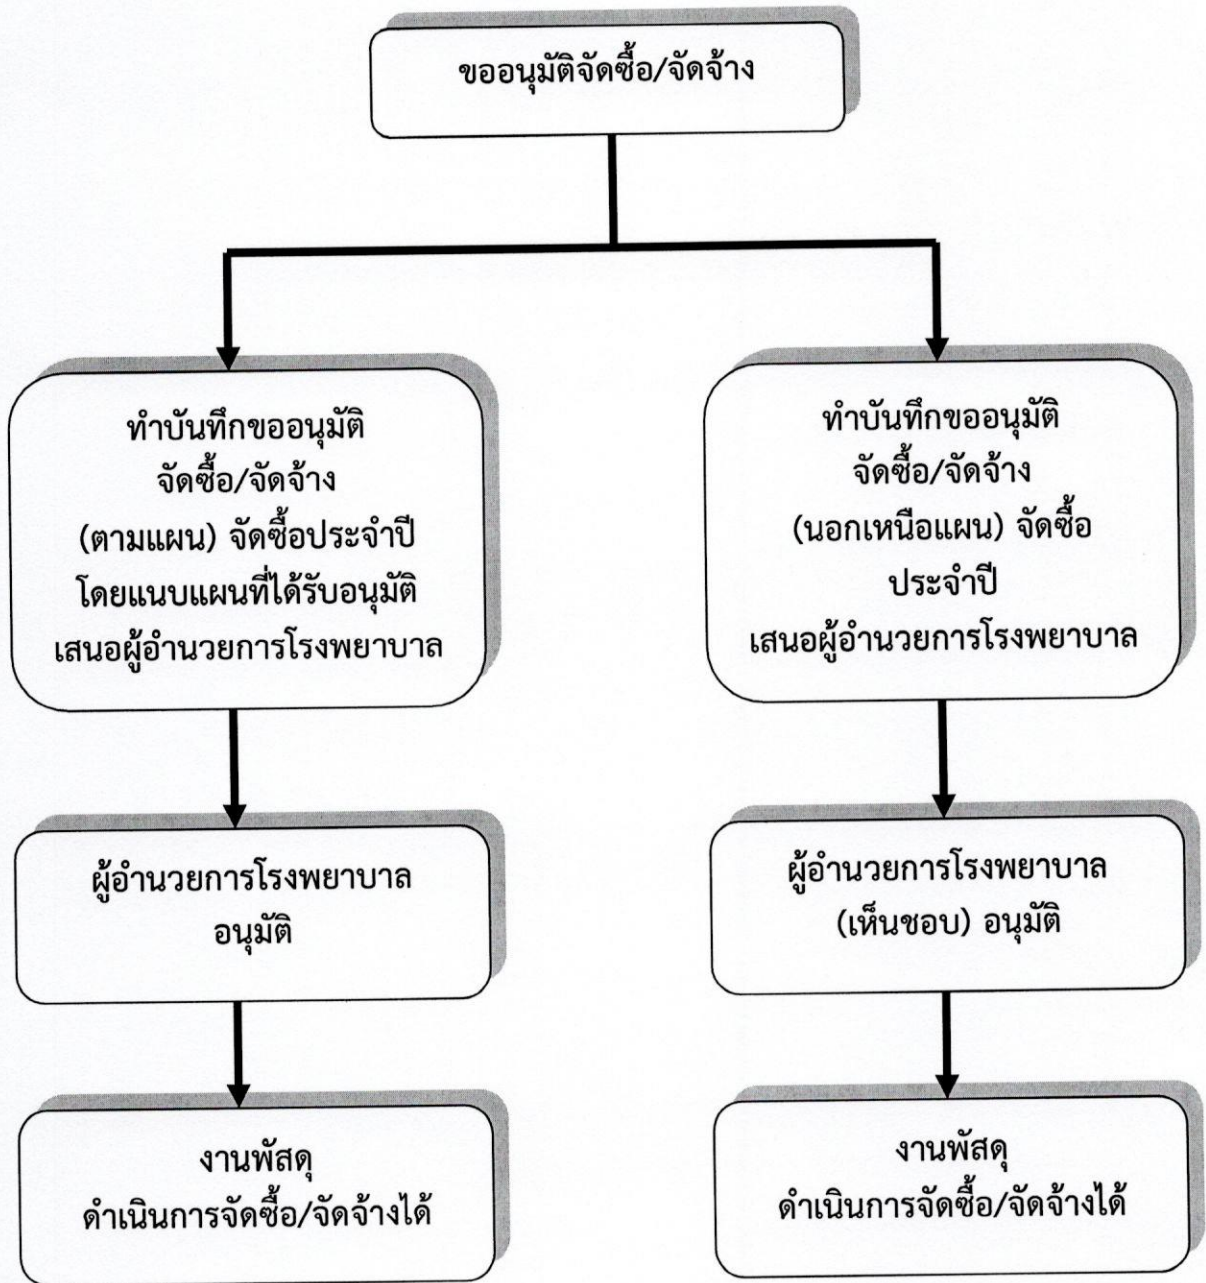 ขออนุมัติจัดซื้อ/จัดจ้าง
ทำบันทึกขออนุมัติ
จัดซื้อ/จัดจ้าง
(ตามแผน) จัดซื้อประจำปี
โดยแนบแผนที่ได้รับอนุมัติ
เสนอผู้อำนวยการโรงพยาบาล
ผู้อำนวยการโรงพยาบาล
อนุมัติ
งานพัสดุ
ดำเนินการจัดซื้อ/จัดจ้างได้
ทำบันทึกขออนุมัติ
จัดซื้อ/จัดจ้าง
(นอกเหนือแผน) จัดซื้อ
ประจำปี
เสนอผู้อำนวยการโรงพยาบาล
ผู้อำนวยการโรงพยาบาล
(เห็นชอบ) อนุมัติ
งานพัสดุ
ดำเนินการจัดซื้อ/จัดจ้างได้